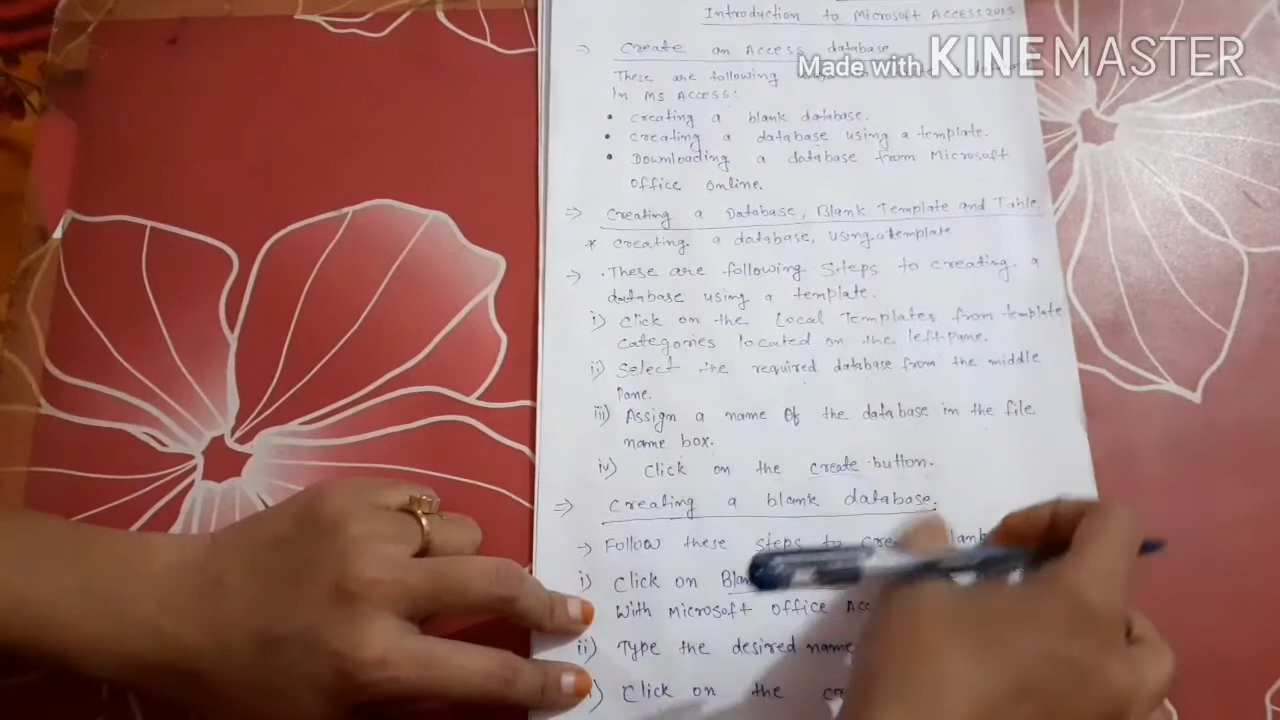 Introduction to Microsoft Access 2013
⇒ Create an Access database
Made with KINEMASTER
These are following
in MS Access:
• Creating a blank database.
• Creating a database using a template.
• Downloading a database from Microsoft
office online.
⇒ Creating a Database, Blank Template and Table.
* Creating a database, using a template
→ These are following steps to creating a
database using a template.
i) Click on the Local Templates from template
categories located on the left pane.
ii) Select the required database from the middle
Pane.
iii) Assign a name of the database in the file
name box.
iv) Click on the create button.
⇒ Creating a blank database.
→ Follow these steps to
i) Click on
With Microsoft office
ii) Type the desired name
Click on the